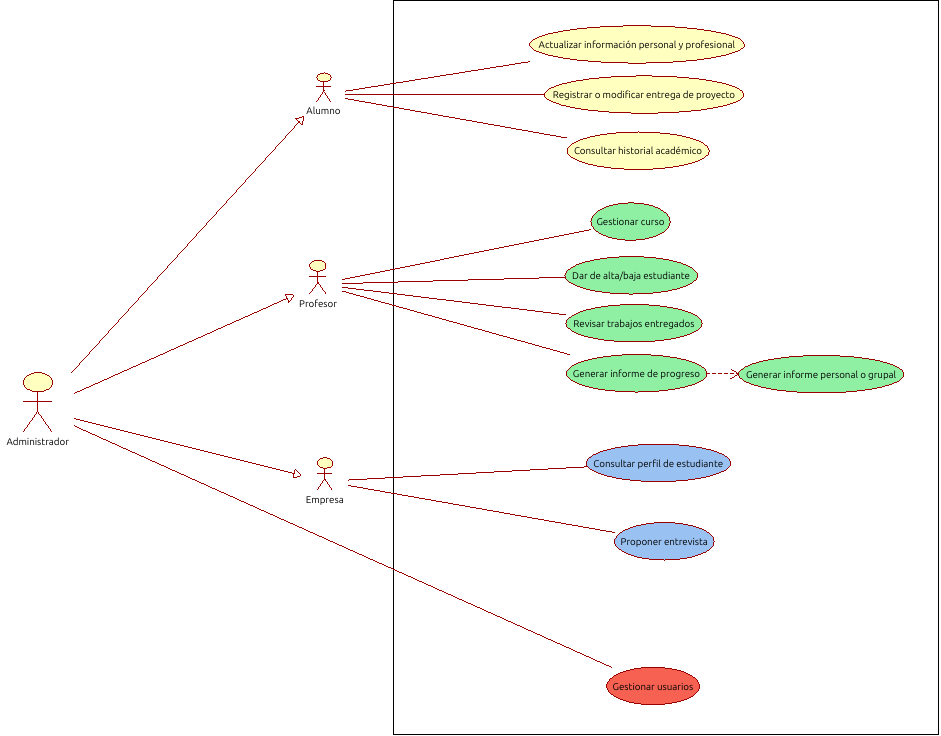 Actualizar información personal y profesional
Registrar o modificar entrega de proyecto
Alumno
Consultar historial académico
Gestionar curso
Dar de alta/baja estudiante
Profesor
Revisar trabajos entregados
Generar informe de progreso
Generar informe personal o grupal
Administrador
Consultar perfil de estudiante
Empresa
Proponer entrevista
Gestionar usuarios